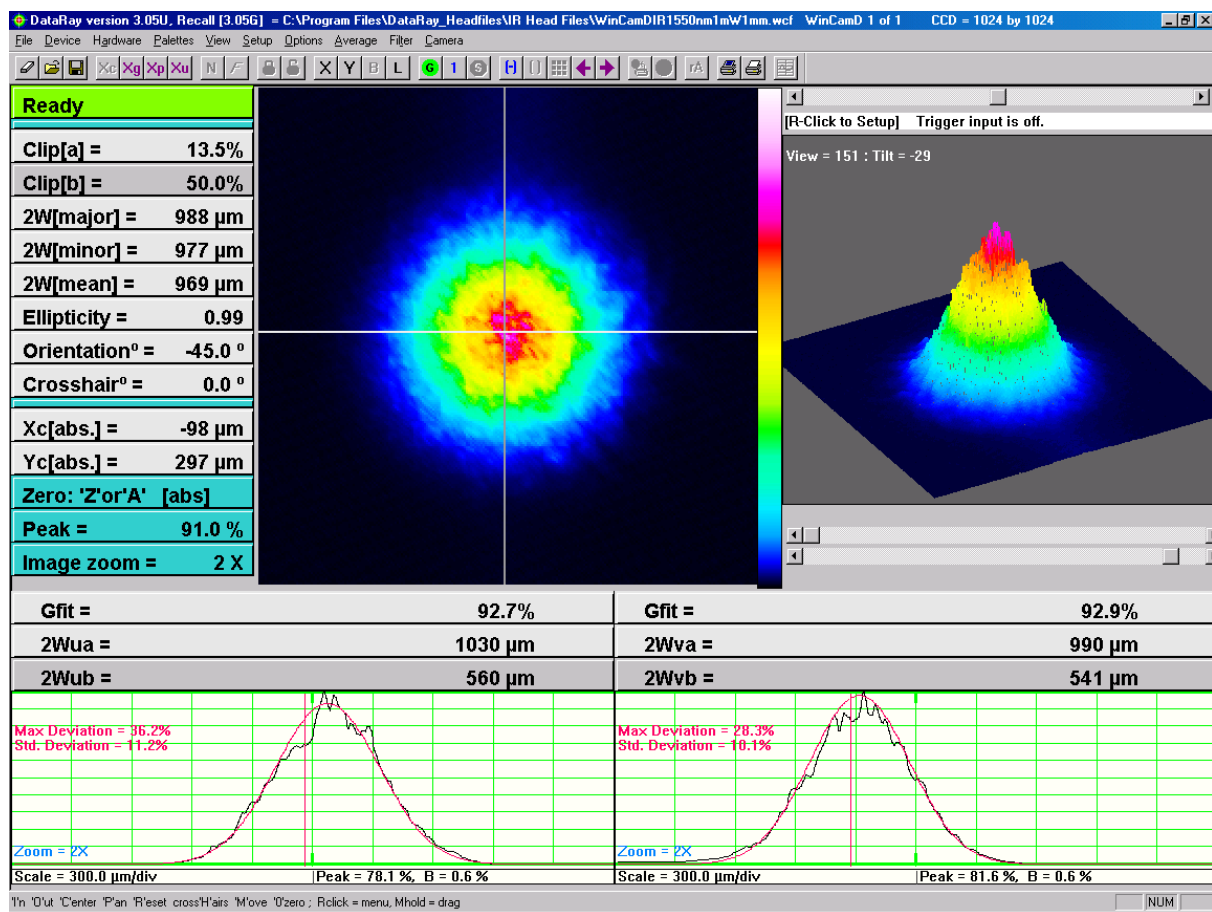 DataRay version 3.05U, Recall [3.05G] = C:\Program Files\DataRay_Headfiles\IR Head Files\WinCamDIR1550nm1mW1mm.wcf WinCamD 1 of 1 CCD = 1024 by 1024
File Device Hardware Palettes View Setup Options Average Filter Camera
Xc Xg Xp Xu N F X Y B L G 1 S rA
Ready
[R-Click to Setup] Trigger input is off.
Clip[a] = 13.5%
View = 151 : Tilt = -29
Clip[b] = 50.0%
2W[major] = 988 µm
2W[minor] = 977 µm
2W[mean] = 969 µm
Ellipticity = 0.99
Orientationº = -45.0 º
Crosshairº = 0.0 º
Xc[abs.] = -98 µm
Yc[abs.] = 297 µm
Zero: 'Z'or'A' [abs]
Peak = 91.0 %
Image zoom = 2 X
Gfit = 92.7% Gfit = 92.9%
2Wua = 1030 µm 2Wva = 990 µm
2Wub = 560 µm 2Wvb = 541 µm
Max Deviation = 36.2% Max Deviation = 28.3%
Std. Deviation = 11.2% Std. Deviation = 10.1%
Zoom = 2X Zoom = 2X
Scale = 300.0 µm/div Peak = 78.1 %, B = 0.6 % Scale = 300.0 µm/div Peak = 81.6 %, B = 0.6 %
'I'n 'O'ut 'C'enter 'P'an 'R'eset cross'H'airs 'M'ove '0'zero ; Rclick = menu, Mhold = drag NUM